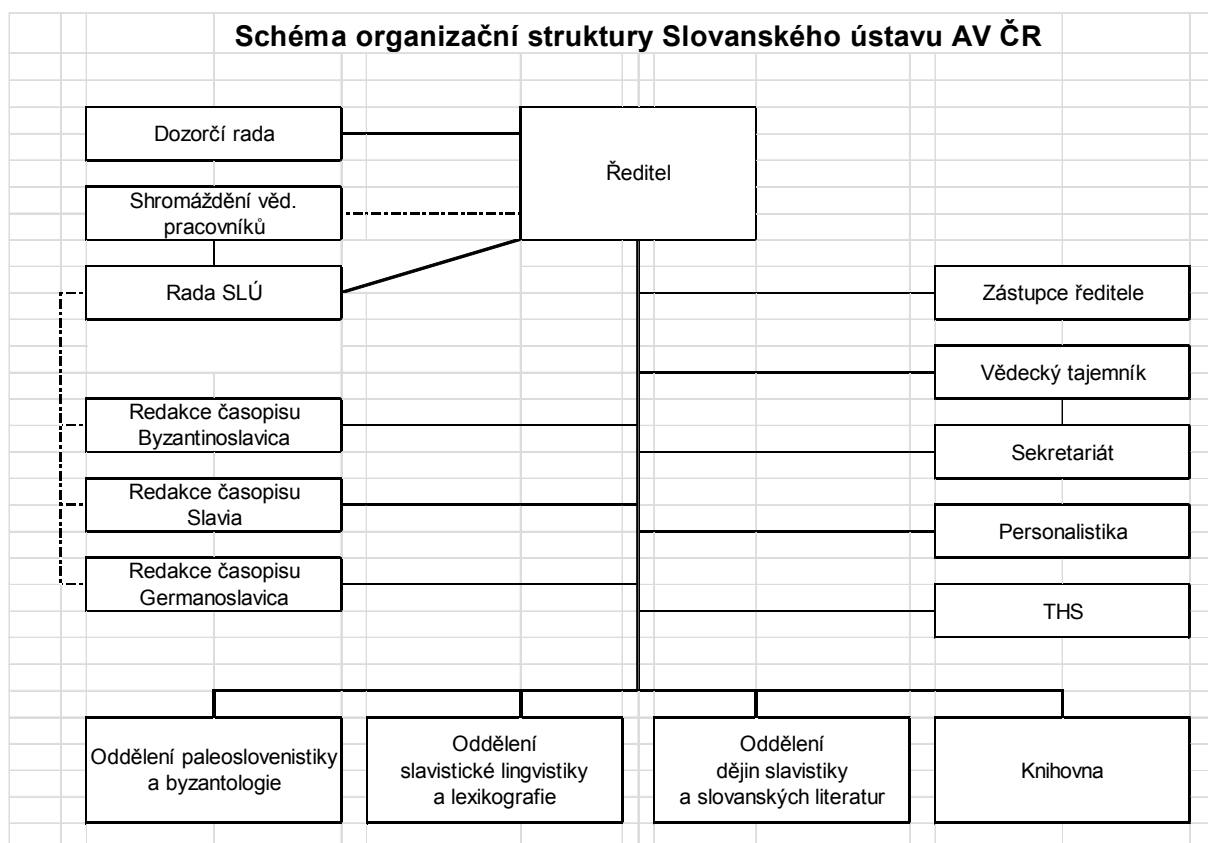 Schéma organizační struktury Slovanského ústavu AV ČR
Dozorčí rada
Ředitel
Shromáždění věd.
pracovníků
Rada SLÚ
Zástupce ředitele
Vědecký tajemník
Redakce časopisu
Byzantinoslavica
Sekretariát
Redakce časopisu
Slavia
Personalistika
Redakce časopisu
Germanoslavica
THS
Oddělení paleoslovenistiky
a byzantologie
Oddělení
slavistické lingvistiky
a lexikografie
Oddělení
dějin slavistiky
a slovanských literatur
Knihovna